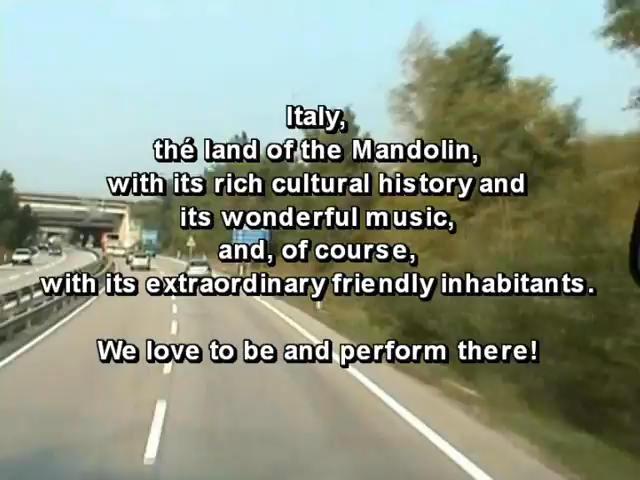 Italy,
thé land of the Mandolin,
with its rich cultural history and
its wonderful music,
and, of course,
with its extraordinary friendly inhabitants.
We love to be and perform there!